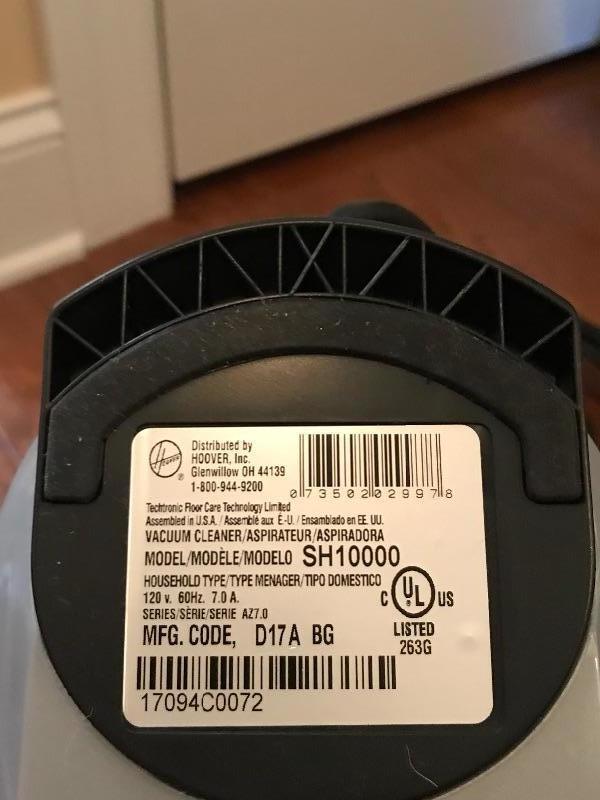 HOOVER
®
Distributed by
HOOVER, Inc.
Glenwillow OH 44139
1-800-944-9200
0 73502 02997 8
Techtronic Floor Care Technology Limited
Assembled in U.S.A. / Assemblé aux E.-U. / Ensamblado en EE. UU.
VACUUM CLEANER/ASPIRATEUR/ASPIRADORA
MODEL/MODÈLE/MODELO SH10000
HOUSEHOLD TYPE/TYPE MENAGER/TIPO DOMESTICO
120 v. 60Hz. 7.0 A.
SERIES/SÈRIE/SERIE AZ7.0
MFG. CODE, D17A BG
C UL US
LISTED
263G
17094C0072